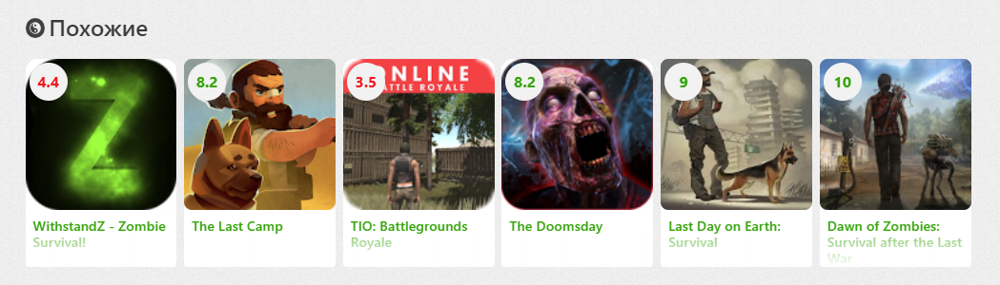 Похожие
4.4
8.2
3.5
8.2
9
10
Z
NLINE
ATTLE ROYALE
WithstandZ - Zombie
Survival!
The Last Camp
TIO: Battlegrounds
Royale
The Doomsday
Last Day on Earth:
Survival
Dawn of Zombies:
Survival after the Last
War